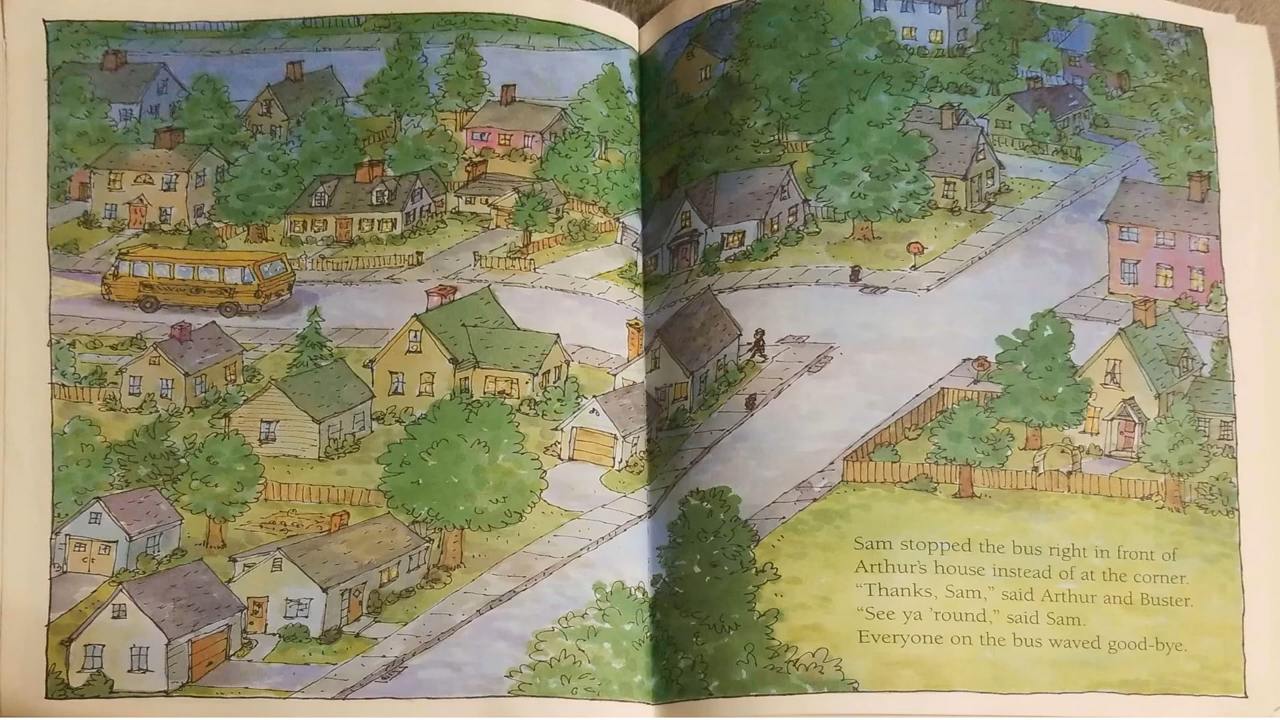 Sam stopped the bus right in front of
Arthur's house instead of at the corner.
"Thanks, Sam," said Arthur and Buster.
"See ya 'round," said Sam.
Everyone on the bus waved good-bye.